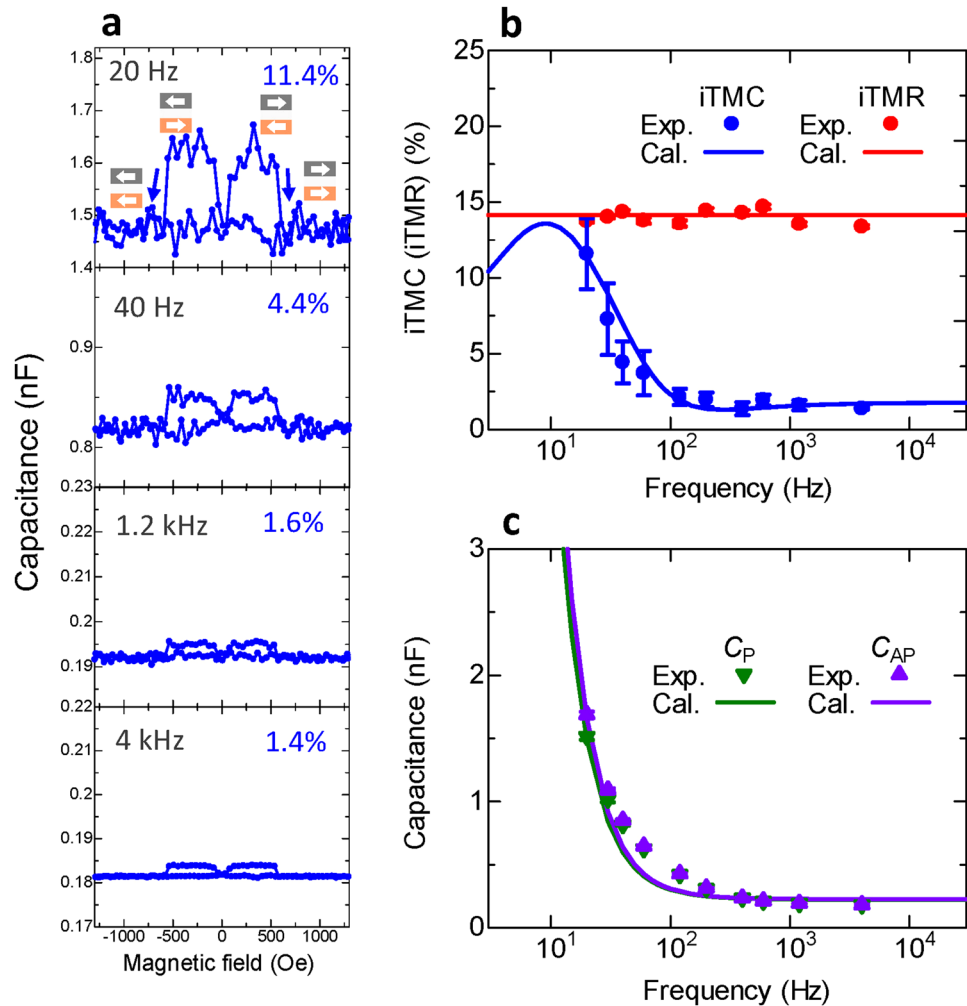 a
20 Hz
11.4%
1.8
1.7
1.6
1.5
1.4
40 Hz
4.4%
0.9
0.8
0.23
1.2 kHz
1.6%
0.22
0.21
0.2
0.19
0.22
4 kHz
1.4%
0.21
0.2
0.19
0.18
0.17
-1000 -500 0 500 1000
Magnetic field (Oe)
Capacitance (nF)
b
25
20
15
10
5
0
iTMC iTMR
Exp.
Exp.
Cal.
Cal.
iTMC (iTMR) (%)
10¹ 10² 10³ 10⁴
Frequency (Hz)
c
3
2
1
0
C_P C_AP
Exp.
Exp.
Cal.
Cal.
Capacitance (nF)
10¹ 10² 10³ 10⁴
Frequency (Hz)